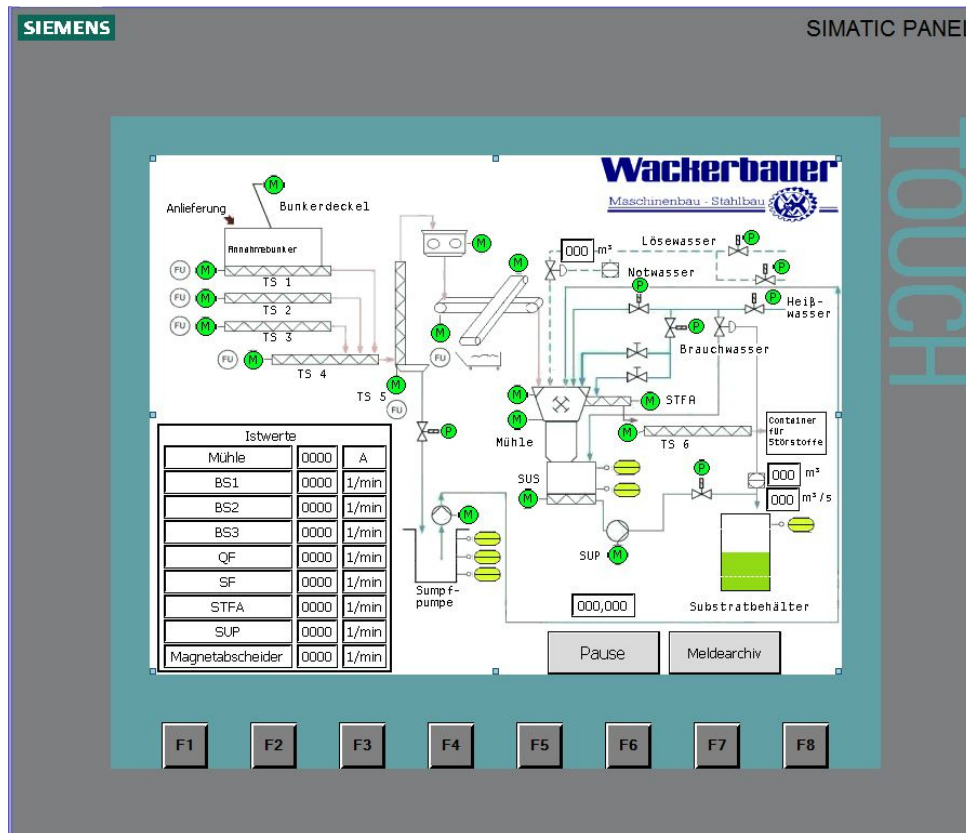 SIEMENS
SIMATIC PANEL
TOUCH
Wackerbauer
Maschinenbau - Stahlbau
M
Bunkerdeckel
Anlieferung
Annahmebunker
FU M
TS 1
FU M
TS 2
FU M
TS 3
FU M
TS 4
M
TS 5
FU
M
M
M
FU
000 m³
Lösewasser
P
Notwasser
P
P
P
Heiß-
wasser
P
Brauchwasser
M
M
Mühle
M
STFA
M
TS 6
Container
für
Störstoffe
P
SUS
M
P
000 m³
000 m³/s
SUP
M
M
Sumpf-
pumpe
Substratbehälter
000,000
Istwerte
Mühle 0000 A
BS1 0000 1/min
BS2 0000 1/min
BS3 0000 1/min
QF 0000 1/min
SF 0000 1/min
STFA 0000 1/min
SUP 0000 1/min
Magnetabscheider 0000 1/min
Pause
Meldearchiv
F1
F2
F3
F4
F5
F6
F7
F8